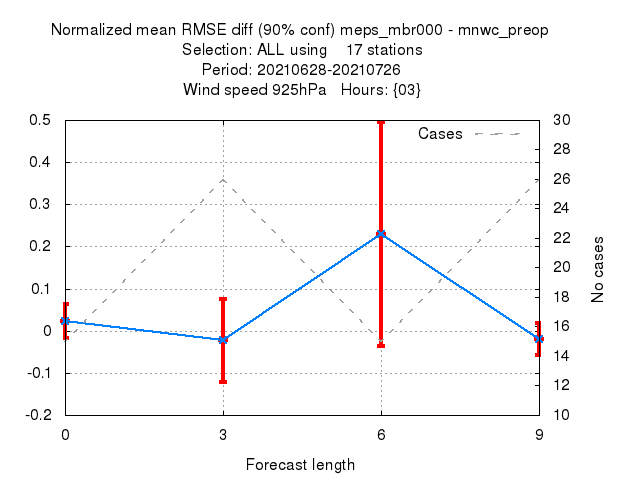 Normalized mean RMSE diff (90% conf) meps_mbr000 - mnwc_preop
Selection: ALL using 17 stations
Period: 20210628-20210726
Wind speed 925hPa Hours: {03}
Cases
0.5
0.4
0.3
0.2
0.1
0
-0.1
-0.2
30
28
26
24
22
20
18
16
14
12
10
No cases
0 3 6 9
Forecast length